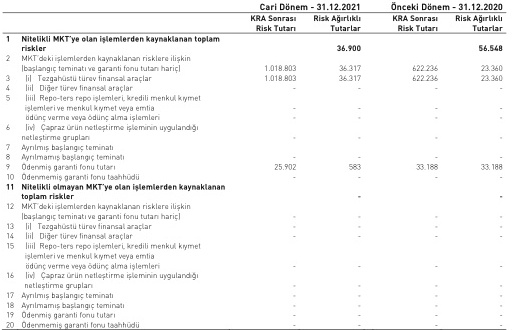 Cari Dönem - 31.12.2021 Önceki Dönem - 31.12.2020
KRA Sonrası Risk Ağırlıklı KRA Sonrası Risk Ağırlıklı
Risk Tutarı Tutarlar Risk Tutarı Tutarlar
1 Nitelikli MKT'ye olan işlemlerden kaynaklanan toplam
riskler 36.900 56.548
2 MKT'deki işlemlerden kaynaklanan risklere ilişkin
(başlangıç teminatı ve garanti fonu tutarı hariç) 1.018.803 36.317 622.236 23.360
3 (i) Tezgahüstü türev finansal araçlar 1.018.803 36.317 622.236 23.360
4 (ii) Diğer türev finansal araçlar - - - -
5 (iii) Repo-ters repo işlemleri, kredili menkul kıymet
işlemleri ve menkul kıymet veya emtia
ödünç verme veya ödünç alma işlemleri - - - -
6 (iv) Çapraz ürün netleştirme işleminin uygulandığı
netleştirme grupları - - - -
7 Ayrılmış başlangıç teminatı - - - -
8 Ayrılmamış başlangıç teminatı - - - -
9 Ödenmiş garanti fonu tutarı 25.902 583 33.188 33.188
10 Ödenmemiş garanti fonu taahhüdü - - - -
11 Nitelikli olmayan MKT'ye olan işlemlerden kaynaklanan
toplam riskler - -
12 MKT'deki işlemlerden kaynaklanan risklere ilişkin
(başlangıç teminatı ve garanti fonu tutarı hariç) - - - -
13 (i) Tezgahüstü türev finansal araçlar - - - -
14 (ii) Diğer türev finansal araçlar - - - -
15 (iii) Repo-ters repo işlemleri, kredili menkul kıymet
işlemleri ve menkul kıymet veya emtia
ödünç verme veya ödünç alma işlemleri - - - -
16 (iv) Çapraz ürün netleştirme işleminin uygulandığı
netleştirme grupları - - - -
17 Ayrılmış başlangıç teminatı - - - -
18 Ayrılmamış başlangıç teminatı - - - -
19 Ödenmiş garanti fonu tutarı - - - -
20 Ödenmemiş garanti fonu taahhüdü - - - -